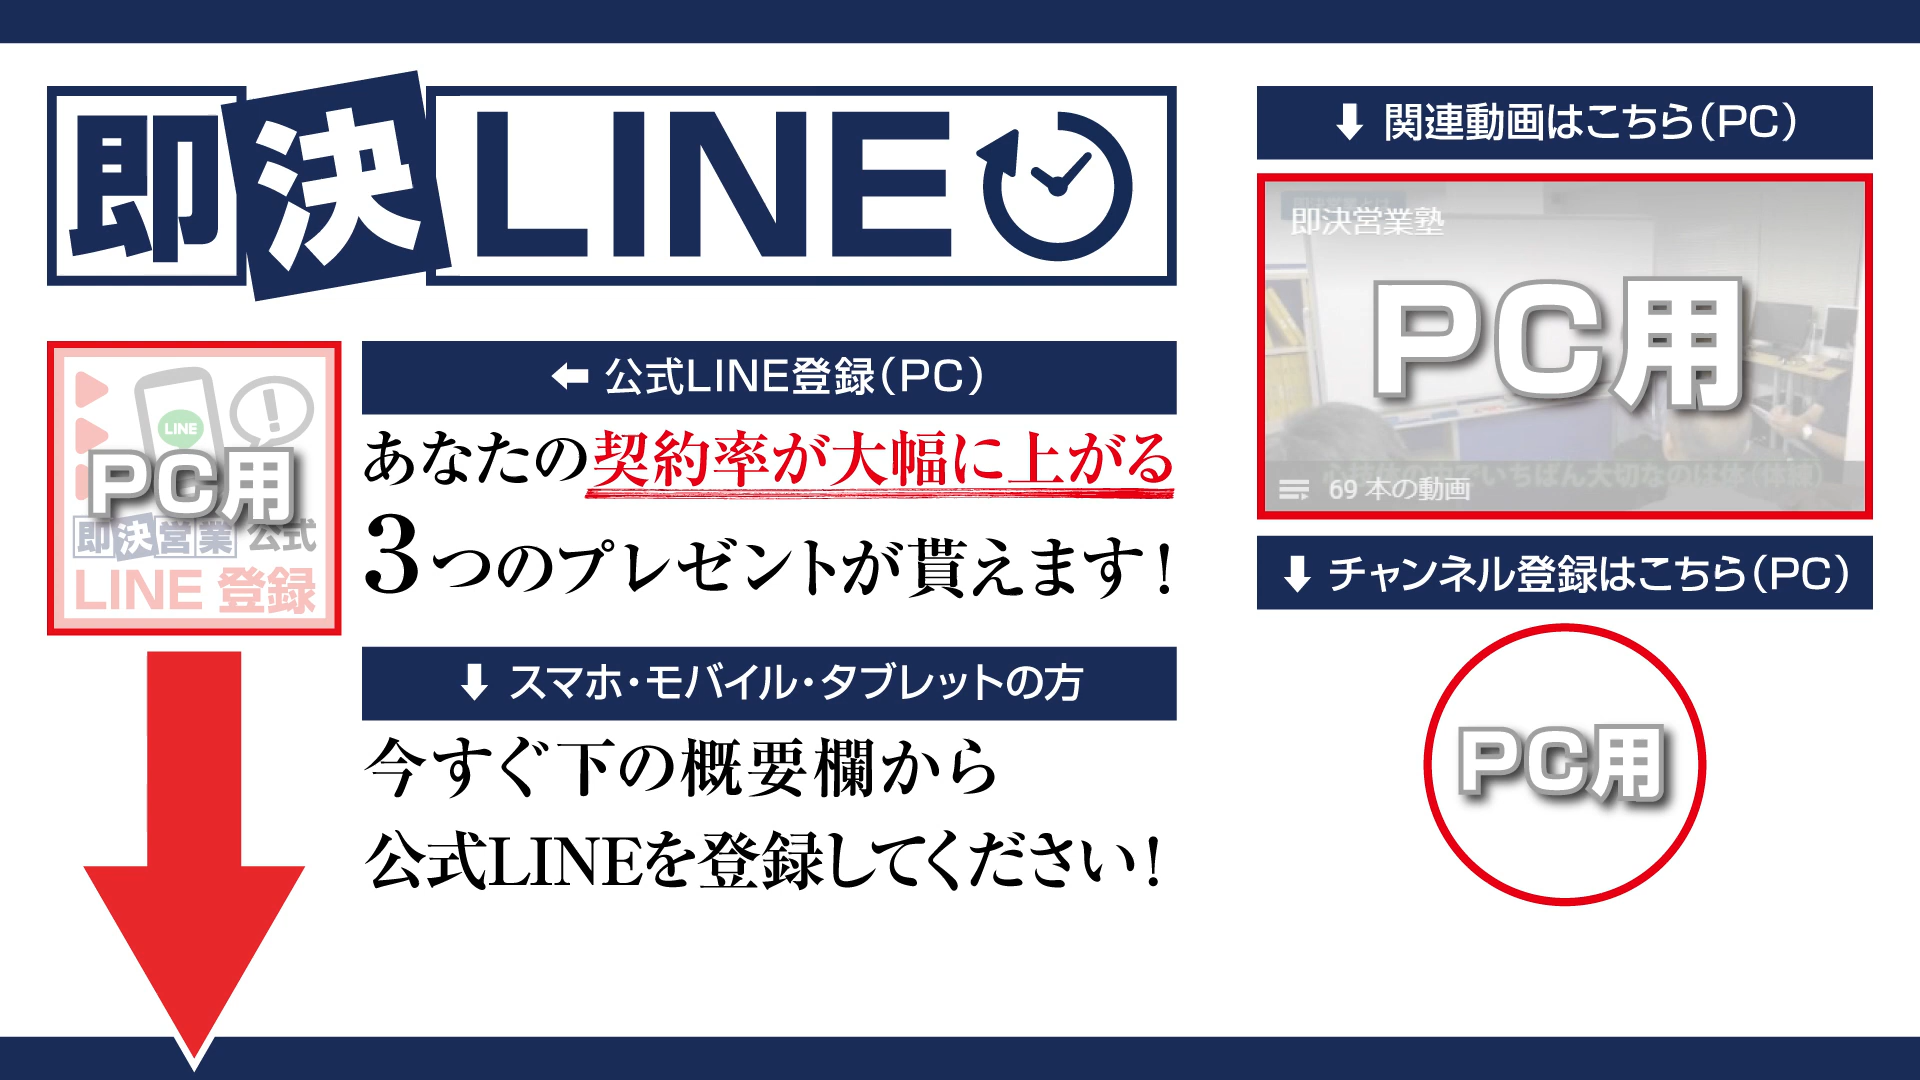 即決LINE
LINE
PC用
即決営業 公式
LINE 登録
公式LINE登録（PC）
あなたの契約率が大幅に上がる
3つのプレゼントが貰えます！
スマホ・モバイル・タブレットの方
今すぐ下の概要欄から
公式LINEを登録してください！
関連動画はこちら（PC）
即決営業塾
PC用
69 本の動画
チャンネル登録はこちら（PC）
PC用